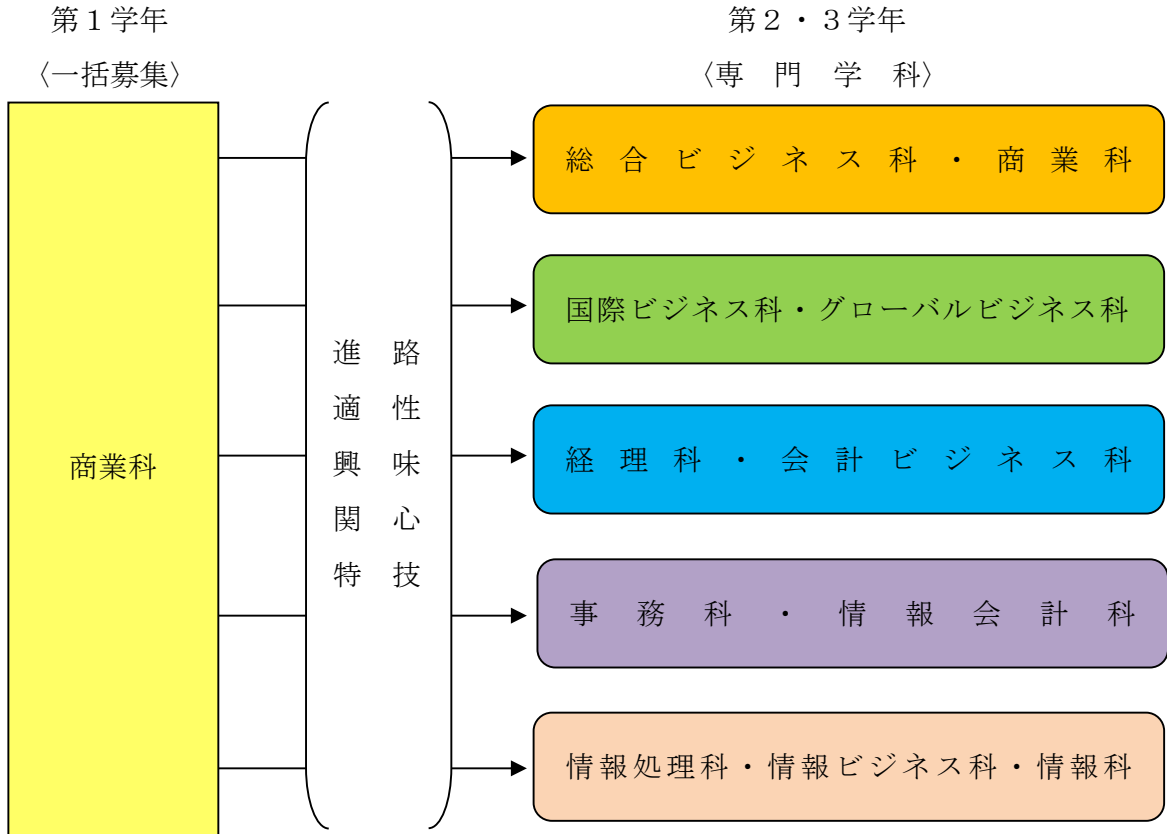 第１学年
〈一括募集〉
第２・３学年
〈専門学科〉
商業科
進路
適性
興味
関心
特技
総合ビジネス科・商業科
国際ビジネス科・グローバルビジネス科
経理科・会計ビジネス科
事務科・情報会計科
情報処理科・情報ビジネス科・情報科